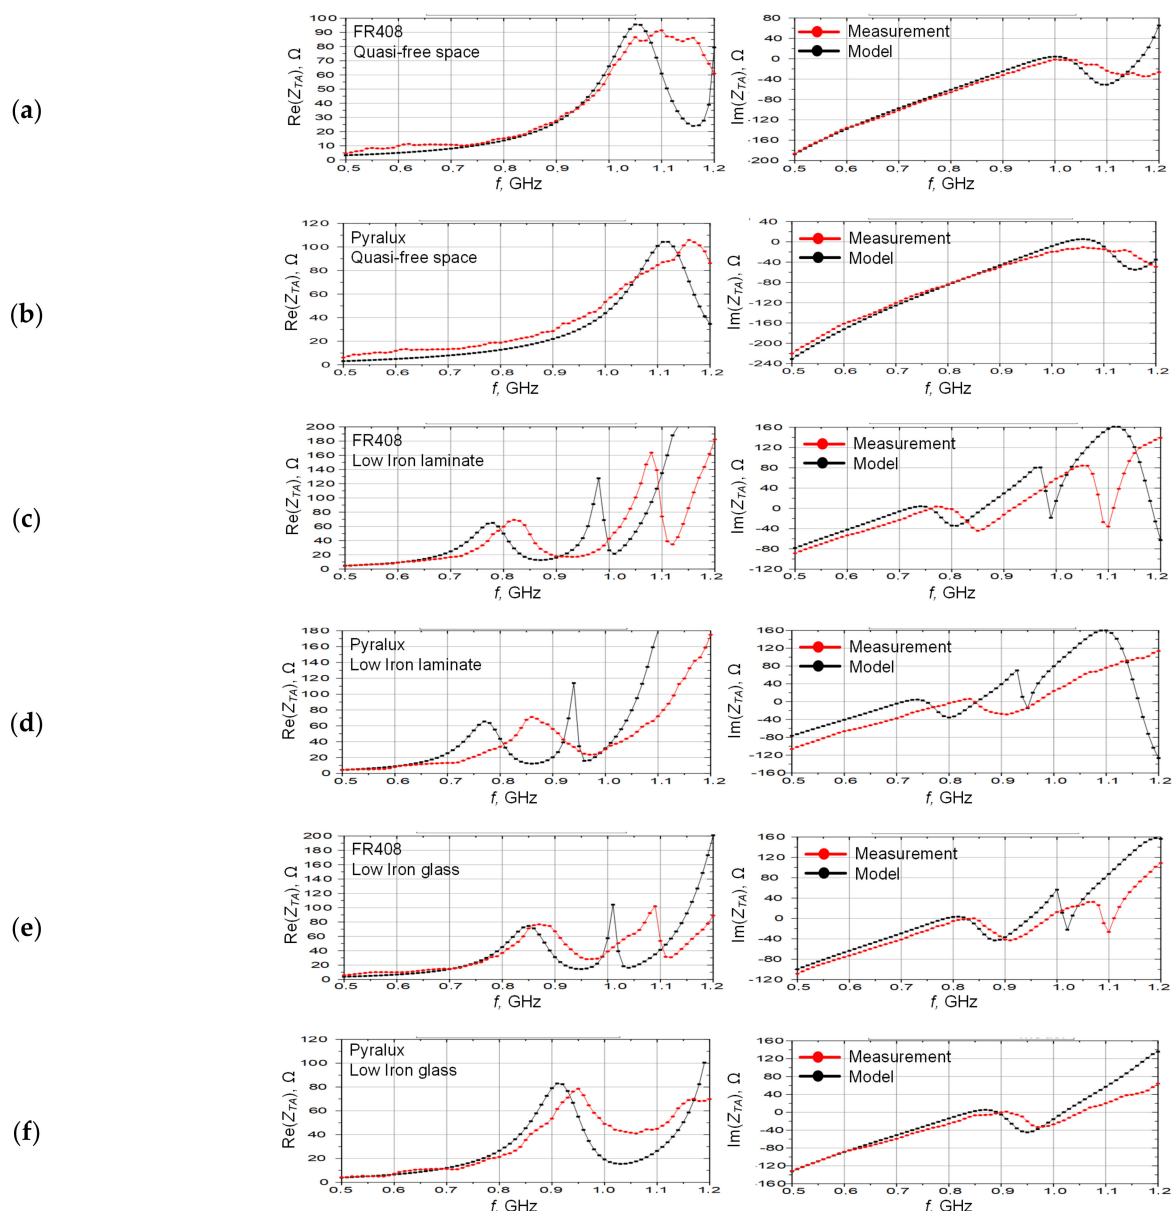 (a)
Re(Z_TA), Ω
100
90
80
70
60
50
40
30
20
10
0
FR408
Quasi-free space
0.5 0.6 0.7 0.8 0.9 1.0 1.1 1.2
f, GHz
Im(Z_TA), Ω
80
40
0
-40
-80
-120
-160
-200
Measurement
Model
0.5 0.6 0.7 0.8 0.9 1.0 1.1 1.2
f, GHz
(b)
Re(Z_TA), Ω
120
100
80
60
40
20
0
Pyralux
Quasi-free space
0.5 0.6 0.7 0.8 0.9 1.0 1.1 1.2
f, GHz
Im(Z_TA), Ω
40
0
-40
-80
-120
-160
-200
-240
Measurement
Model
0.5 0.6 0.7 0.8 0.9 1.0 1.1 1.2
f, GHz
(c)
Re(Z_TA), Ω
200
180
160
140
120
100
80
60
40
20
0
FR408
Low Iron laminate
0.5 0.6 0.7 0.8 0.9 1.0 1.1 1.2
f, GHz
Im(Z_TA), Ω
160
120
80
40
0
-40
-80
-120
Measurement
Model
0.5 0.6 0.7 0.8 0.9 1.0 1.1 1.2
f, GHz
(d)
Re(Z_TA), Ω
180
160
140
120
100
80
60
40
20
0
Pyralux
Low Iron laminate
0.5 0.6 0.7 0.8 0.9 1.0 1.1 1.2
f, GHz
Im(Z_TA), Ω
160
120
80
40
0
-40
-80
-120
-160
Measurement
Model
0.5 0.6 0.7 0.8 0.9 1.0 1.1 1.2
f, GHz
(e)
Re(Z_TA), Ω
200
180
160
140
120
100
80
60
40
20
0
FR408
Low Iron glass
0.5 0.6 0.7 0.8 0.9 1.0 1.1 1.2
f, GHz
Im(Z_TA), Ω
160
120
80
40
0
-40
-80
-120
Measurement
Model
0.5 0.6 0.7 0.8 0.9 1.0 1.1 1.2
f, GHz
(f)
Re(Z_TA), Ω
120
100
80
60
40
20
0
Pyralux
Low Iron glass
0.5 0.6 0.7 0.8 0.9 1.0 1.1 1.2
f, GHz
Im(Z_TA), Ω
160
120
80
40
0
-40
-80
-120
160
Measurement
Model
0.5 0.6 0.7 0.8 0.9 1.0 1.1 1.2
f, GHz